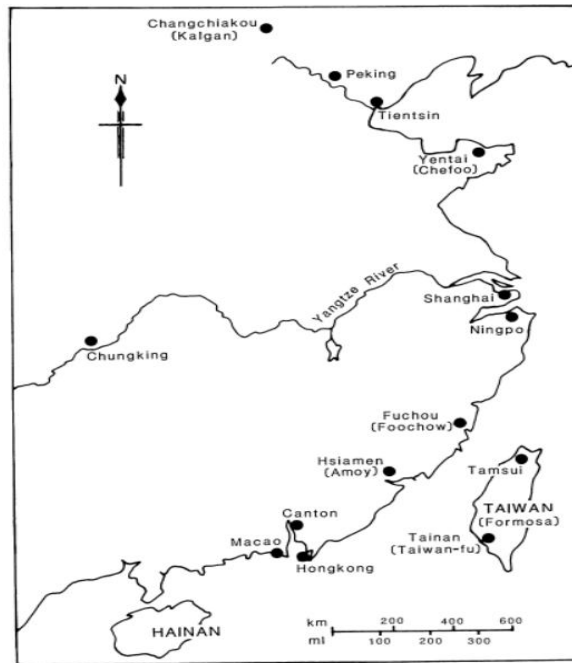 Changchiakou
(Kalgan)
N
Peking
Tientsin
Yentai
(Chefoo)
Yangtze River
Shanghai
Ningpo
Chungking
Fuchou
(Foochow)
Hsiamen
(Amoy)
Tamsui
Canton
TAIWAN
(Formosa)
Macao
Tainan
(Taiwan-fu)
Hongkong
HAINAN
km 200 400 600
ml 100 200 300